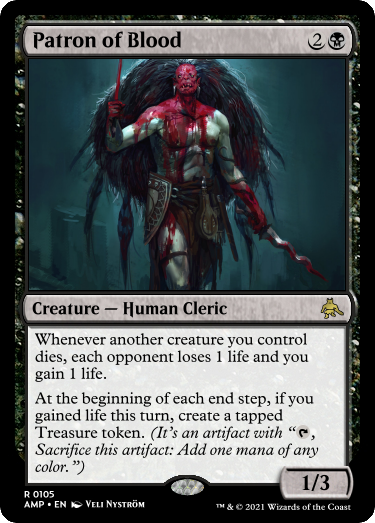 Patron of Blood 2
Creature — Human Cleric
Whenever another creature you control
dies, each opponent loses 1 life and you
gain 1 life.
At the beginning of each end step, if you
gained life this turn, create a tapped
Treasure token. (It's an artifact with “, 
Sacrifice this artifact: Add one mana of
any color.”)
1/3
R 0105
AMP • EN VELI NYSTRÖM
™ & © 2021 Wizards of the Coast